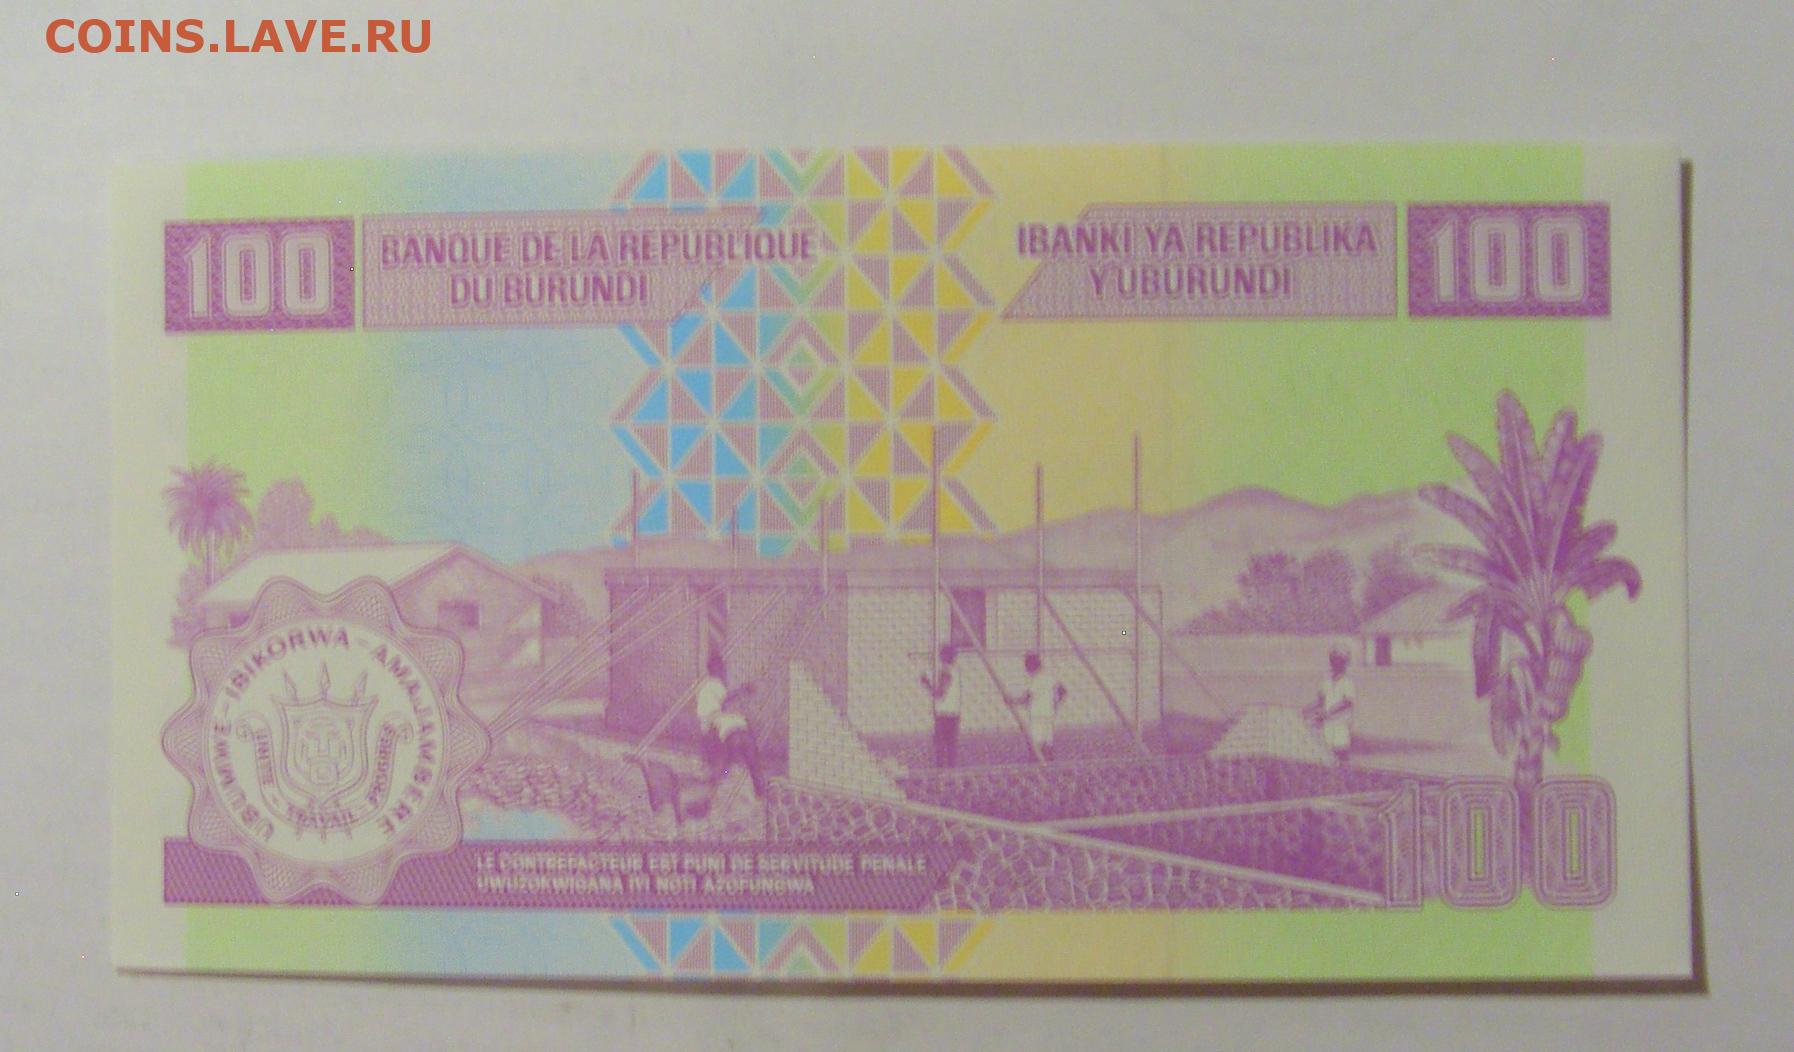 COINS.LAVE.RU
100
BANQUE DE LA REPUBLIQUE
DU BURUNDI
IBANKI YA REPUBLIKA
Y'UBURUNDI
100
UBUMWE - IBIKORWA - AMAJAMBERE
UNITE - TRAVAIL - PROGRES
LE CONTREFACTEUR EST PUNI DE SERVITUDE PENALE
UWUZOKWIGANA IYI NOTI AZOFUNGWA
100